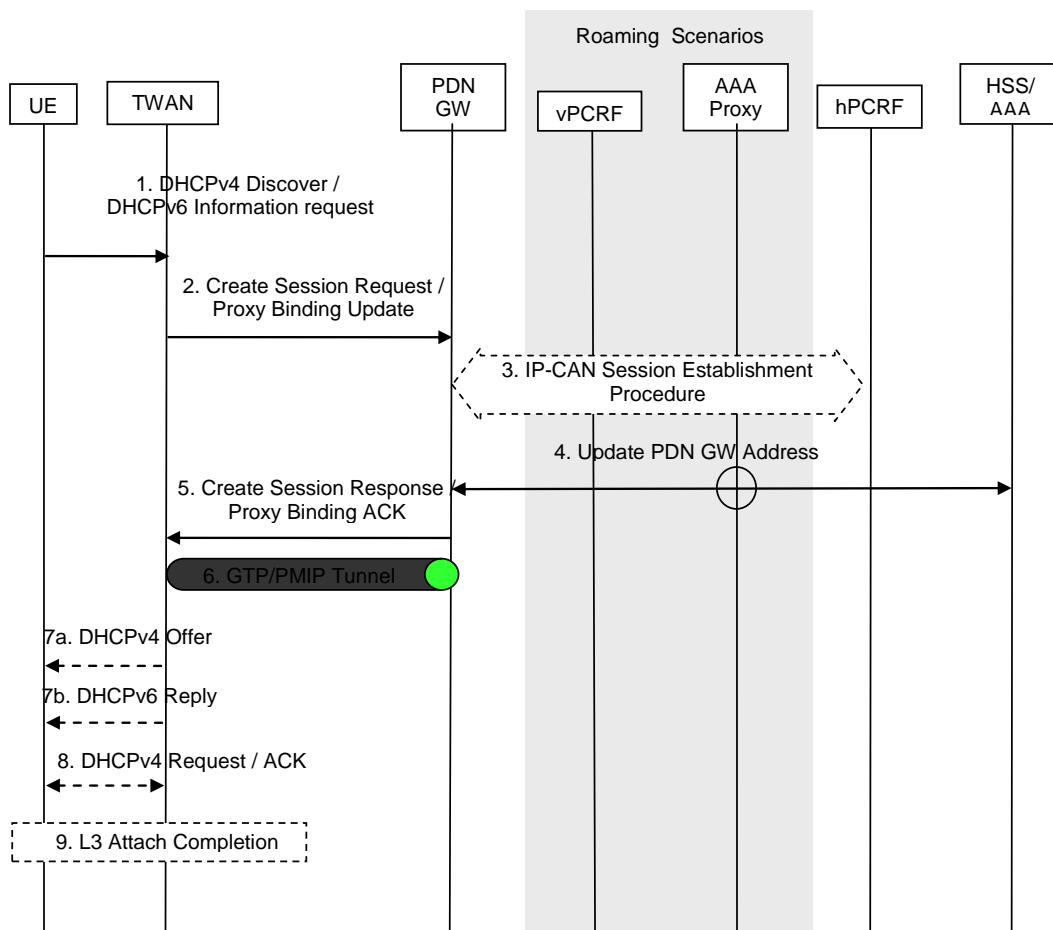 Roaming Scenarios
UE
TWAN
PDN
GW
vPCRF
AAA
Proxy
hPCRF
HSS/
AAA
1. DHCPv4 Discover /
DHCPv6 Information request
2. Create Session Request /
Proxy Binding Update
3. IP-CAN Session Establishment
Procedure
4. Update PDN GW Address
5. Create Session Response /
Proxy Binding ACK
6. GTP/PMIP Tunnel
7a. DHCPv4 Offer
7b. DHCPv6 Reply
8. DHCPv4 Request / ACK
9. L3 Attach Completion